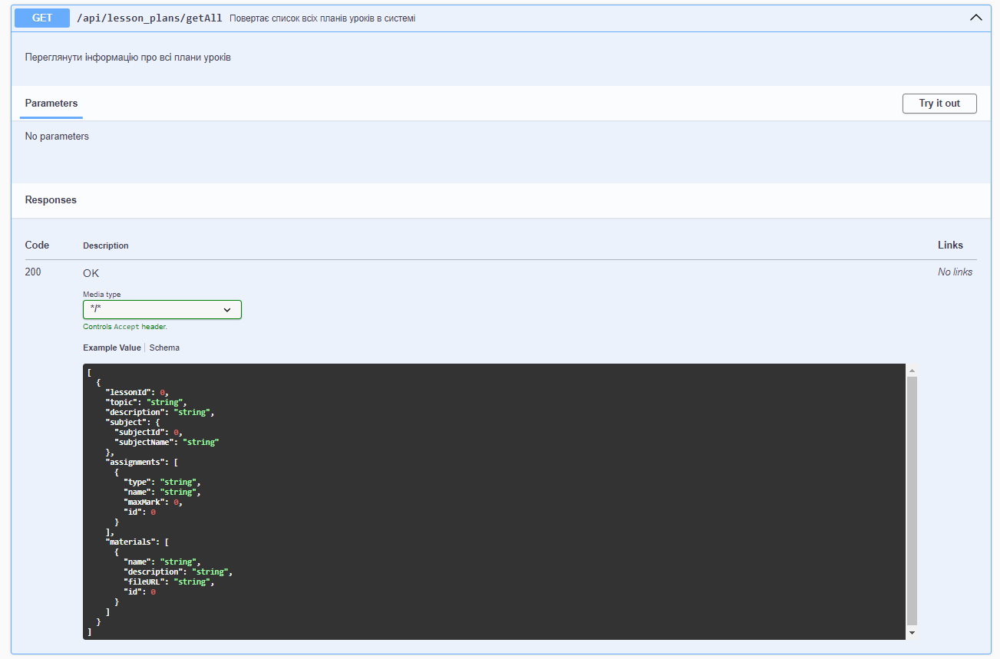 GET /api/lesson_plans/getAll Повертає список всіх планів уроків в системі
Переглянути інформацію про всі плани уроків
Parameters Try it out
No parameters
Responses
Code Description Links
200 OK No links
Media type
*/*
Controls Accept header.
Example Value Schema
[
  {
    "lessonId": 0,
    "topic": "string",
    "description": "string",
    "subject": {
      "subjectId": 0,
      "subjectName": "string"
    },
    "assignments": [
      {
        "type": "string",
        "name": "string",
        "maxMark": 0,
        "id": 0
      }
    ],
    "materials": [
      {
        "name": "string",
        "description": "string",
        "fileURL": "string",
        "id": 0
      }
    ]
  }
]